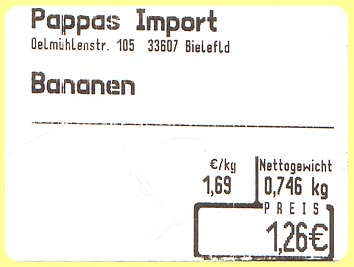 Pappas Import
Oelmühlenstr. 105 33607 Bielefld
Bananen
€/kg Nettogewicht
1,69 0,746 kg
PREIS
1,26€